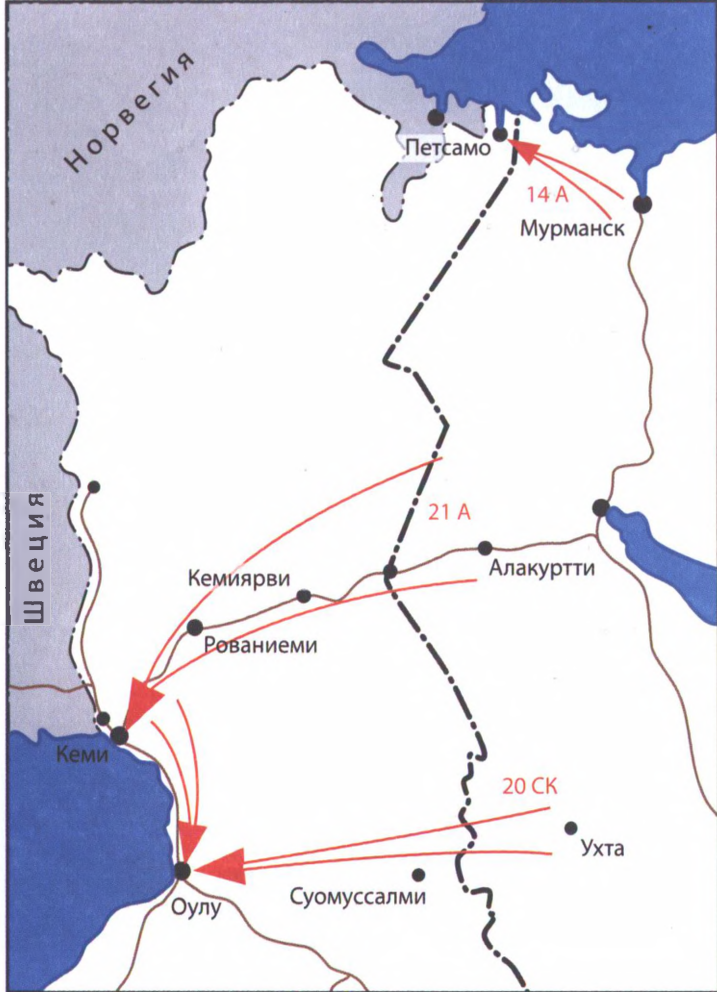 Норвегия
Петсамо
14 А
Мурманск
Швеция
21 А
Кемиярви
Алакуртти
Рованиеми
Кеми
20 СК
Ухта
Суомуссалми
Оулу